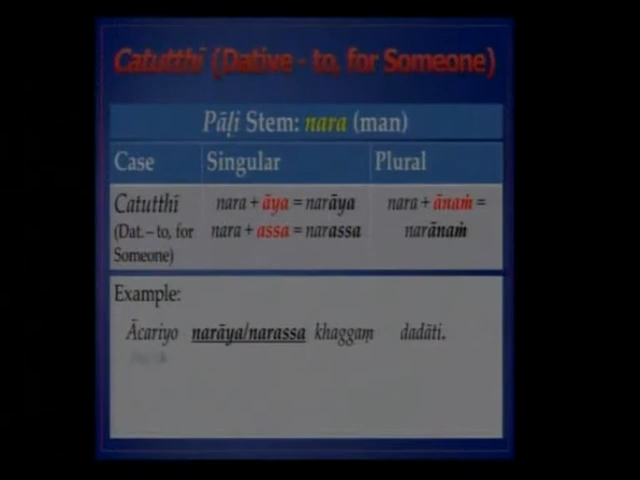 Catutthī (Dative - to, for Someone)
Pāḷi Stem: nara (man)
Case Singular Plural
Catutthī
(Dat. – to, for
Someone)
nara + āya = narāya
nara + assa = narassa
nara + ānaṁ =
narānaṁ
Example:
Ācariyo narāya/narassa khaggaṃ dadāti.